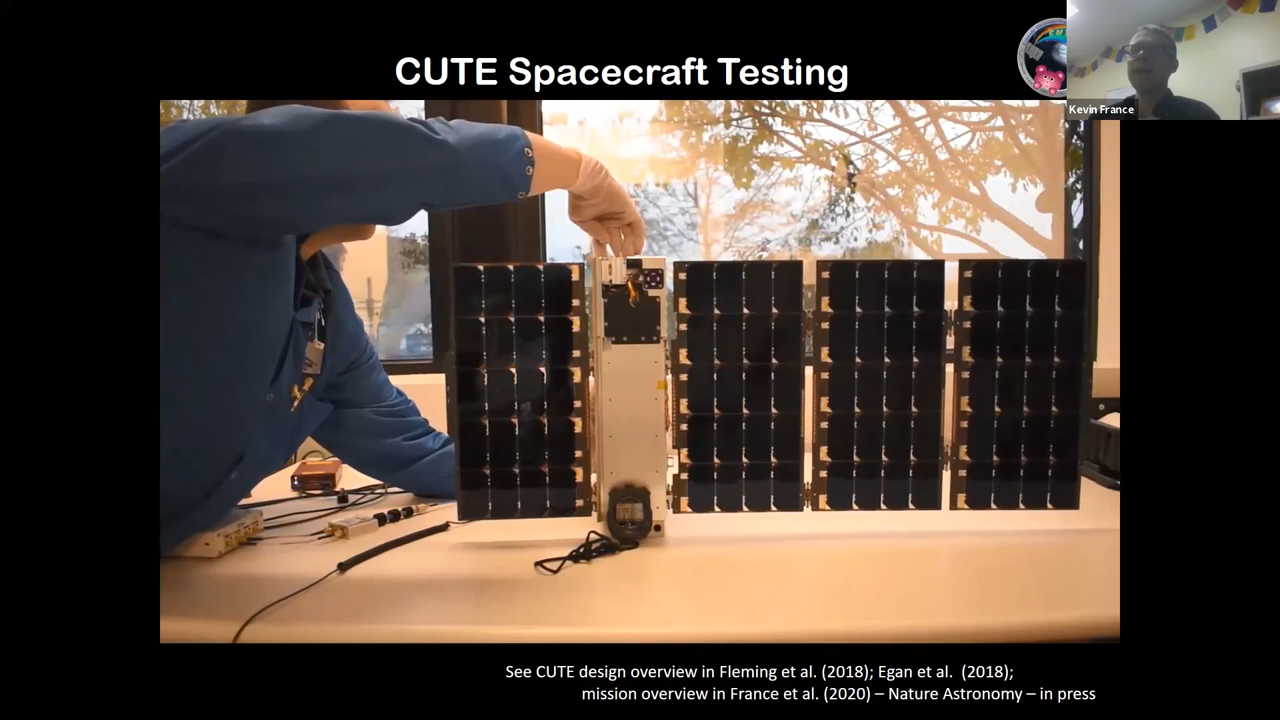 CUTE Spacecraft Testing
Kevin France
See CUTE design overview in Fleming et al. (2018); Egan et al. (2018);
mission overview in France et al. (2020) – Nature Astronomy – in press